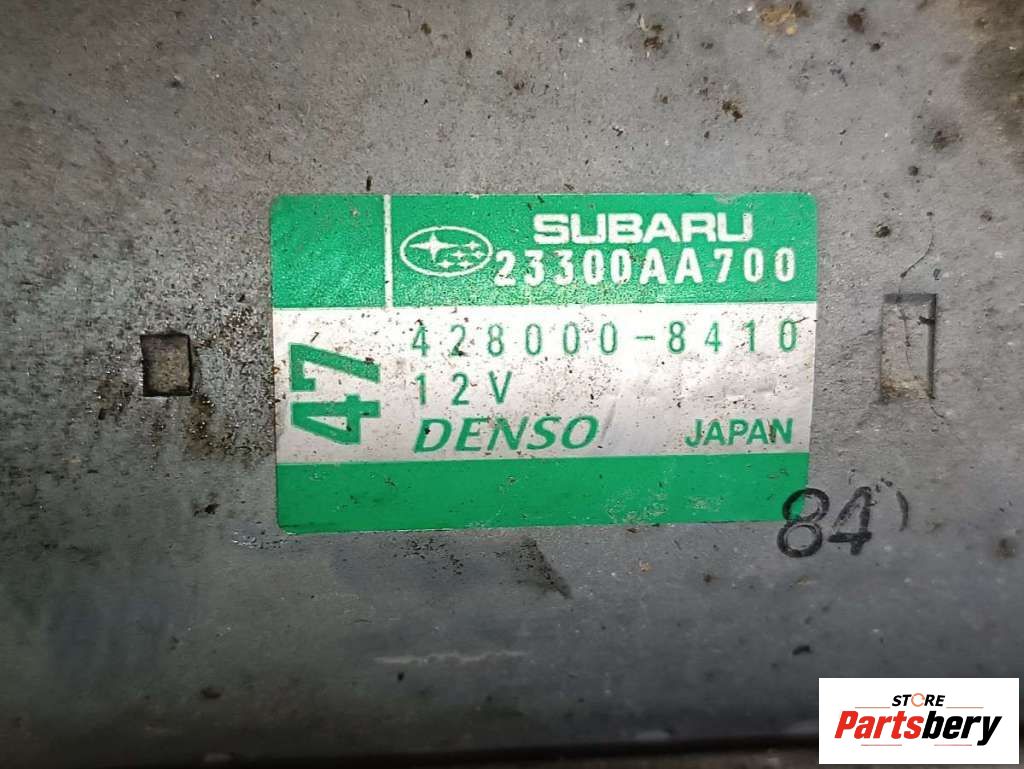 SUBARU
23300AA700
47
428000-8410
12V
DENSO JAPAN
84
STORE
Partsbery